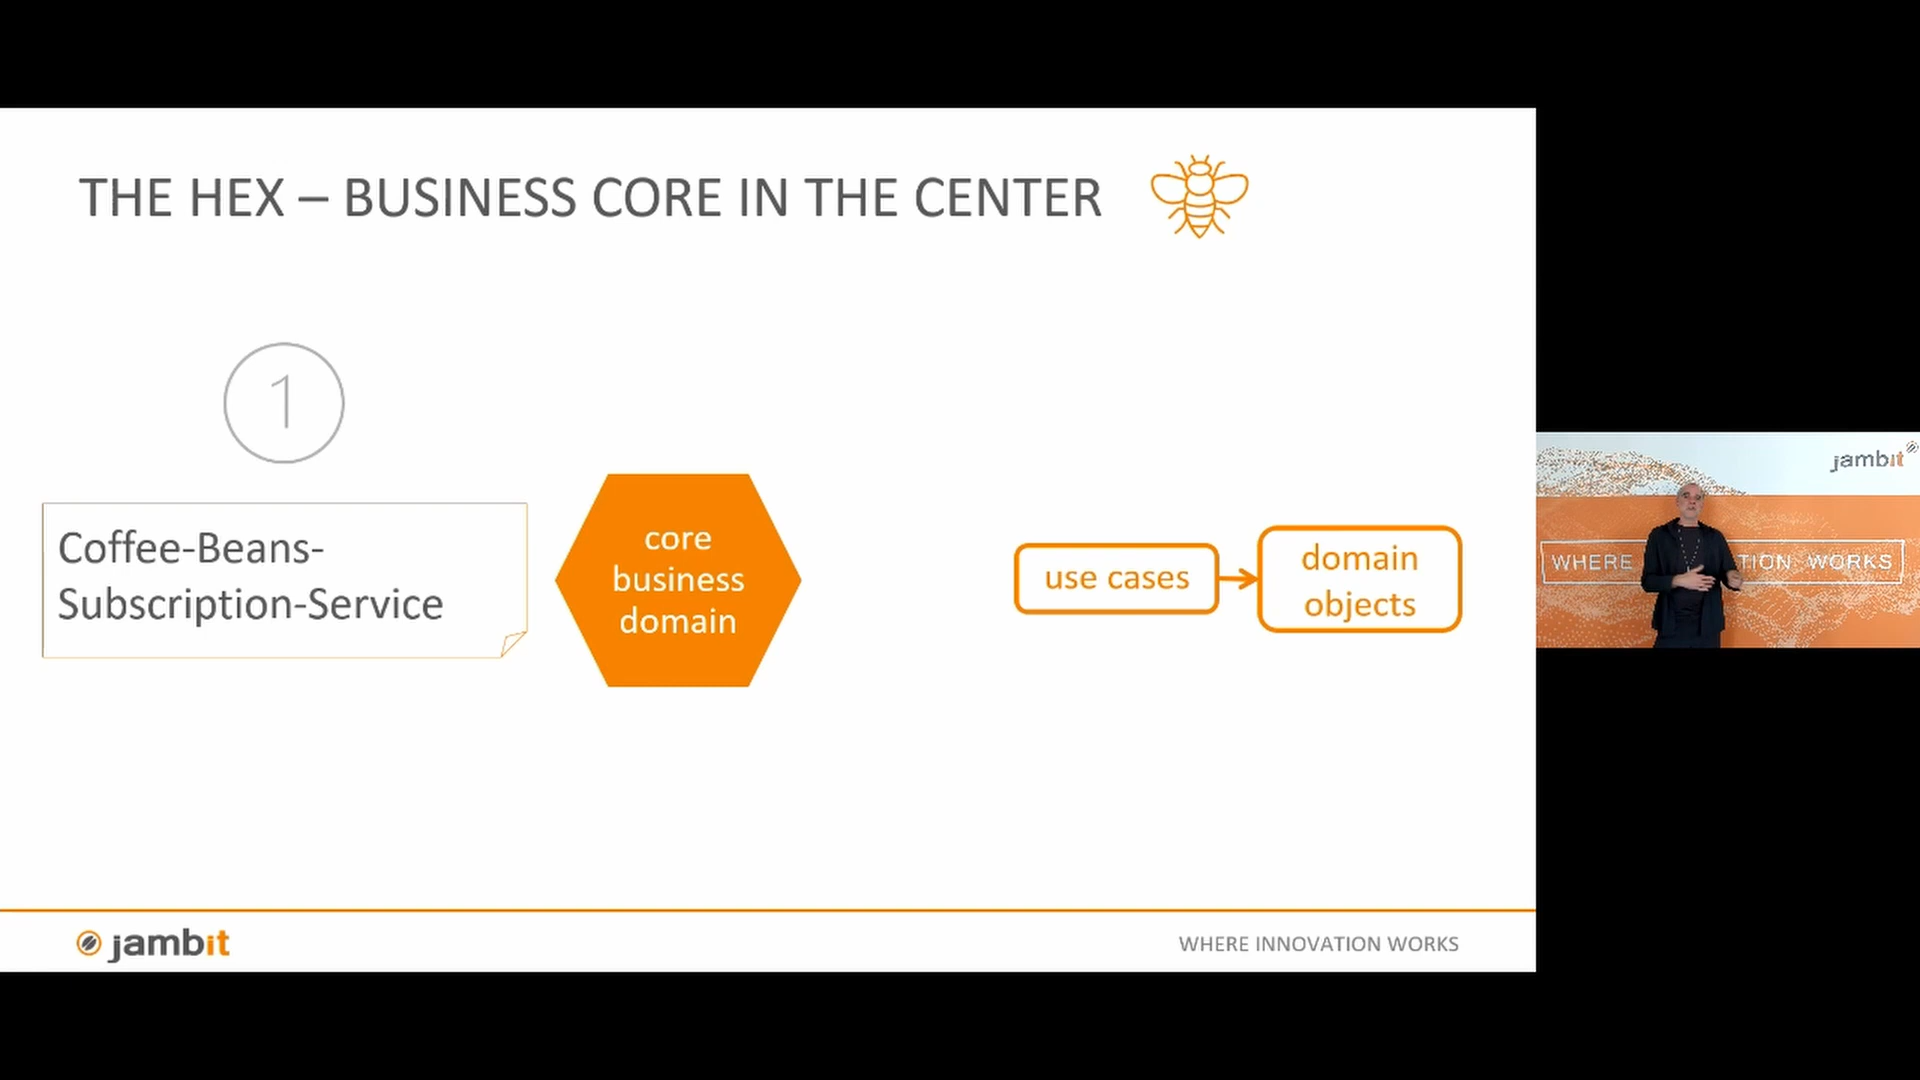 THE HEX – BUSINESS CORE IN THE CENTER
1
Coffee-Beans-
Subscription-Service
core
business
domain
use cases
domain
objects
jambit
WHERE INNOVATION WORKS
jambit
WHERE TION WORKS